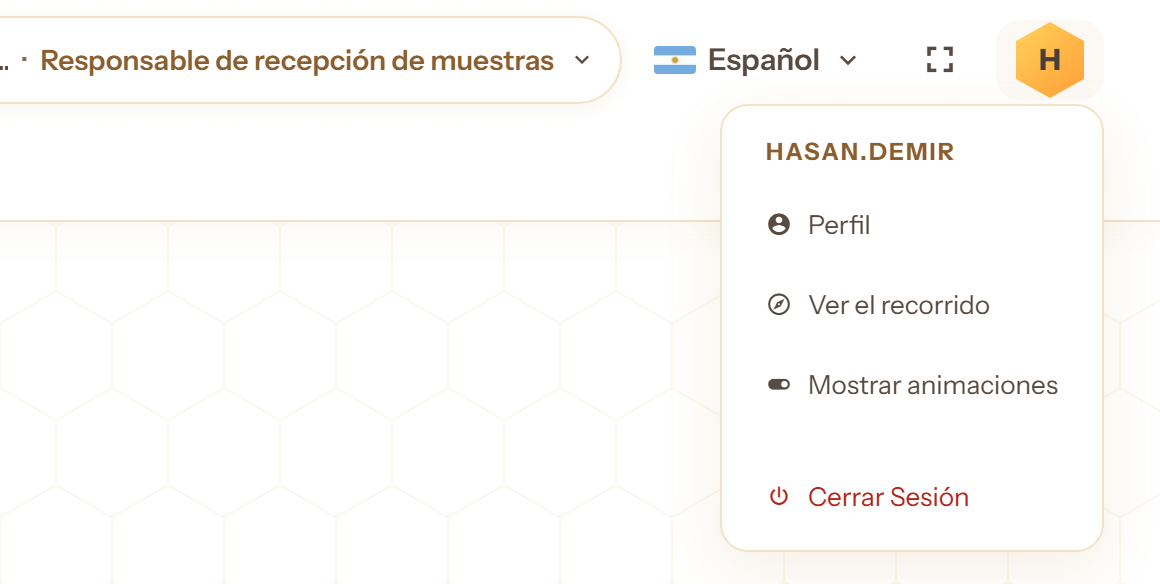 .. · Responsable de recepción de muestras
Español
H
HASAN.DEMIR
Perfil
Ver el recorrido
Mostrar animaciones
Cerrar Sesión